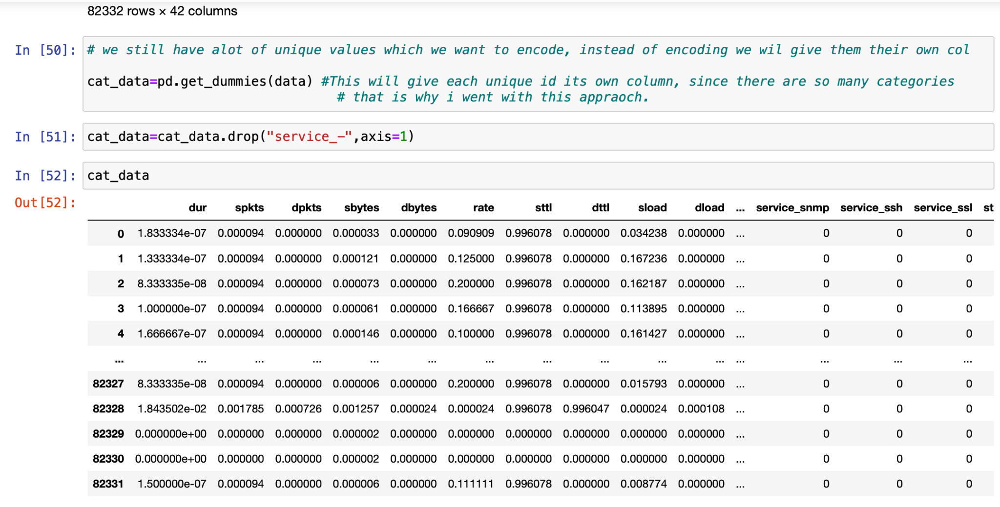 82332 rows × 42 columns
In [50]: # we still have alot of unique values which we want to encode, instead of encoding we wil give them their own col
cat_data=pd.get_dummies(data) #This will give each unique id its own column, since there are so many categories
# that is why i went with this appraoch.
In [51]: cat_data=cat_data.drop("service_-",axis=1)
In [52]: cat_data
Out[52]:
dur spkts dpkts sbytes dbytes rate sttl dttl sload dload ... service_snmp service_ssh service_ssl st
0 1.833334e-07 0.000094 0.000000 0.000033 0.000000 0.090909 0.996078 0.000000 0.034238 0.000000 ... 0 0 0
1 1.333334e-07 0.000094 0.000000 0.000121 0.000000 0.125000 0.996078 0.000000 0.167236 0.000000 ... 0 0 0
2 8.333335e-08 0.000094 0.000000 0.000073 0.000000 0.200000 0.996078 0.000000 0.162187 0.000000 ... 0 0 0
3 1.000000e-07 0.000094 0.000000 0.000061 0.000000 0.166667 0.996078 0.000000 0.113895 0.000000 ... 0 0 0
4 1.666667e-07 0.000094 0.000000 0.000146 0.000000 0.100000 0.996078 0.000000 0.161427 0.000000 ... 0 0 0
... ... ... ... ... ... ... ... ... ... ... ... ... ... ...
82327 8.333335e-08 0.000094 0.000000 0.000006 0.000000 0.200000 0.996078 0.000000 0.015793 0.000000 ... 0 0 0
82328 1.843502e-02 0.001785 0.000726 0.001257 0.000024 0.000024 0.996078 0.996047 0.000024 0.000108 ... 0 0 0
82329 0.000000e+00 0.000000 0.000000 0.000002 0.000000 0.000000 0.000000 0.000000 0.000000 0.000000 ... 0 0 0
82330 0.000000e+00 0.000000 0.000000 0.000002 0.000000 0.000000 0.000000 0.000000 0.000000 0.000000 ... 0 0 0
82331 1.500000e-07 0.000094 0.000000 0.000006 0.000000 0.111111 0.996078 0.000000 0.008774 0.000000 ... 0 0 0